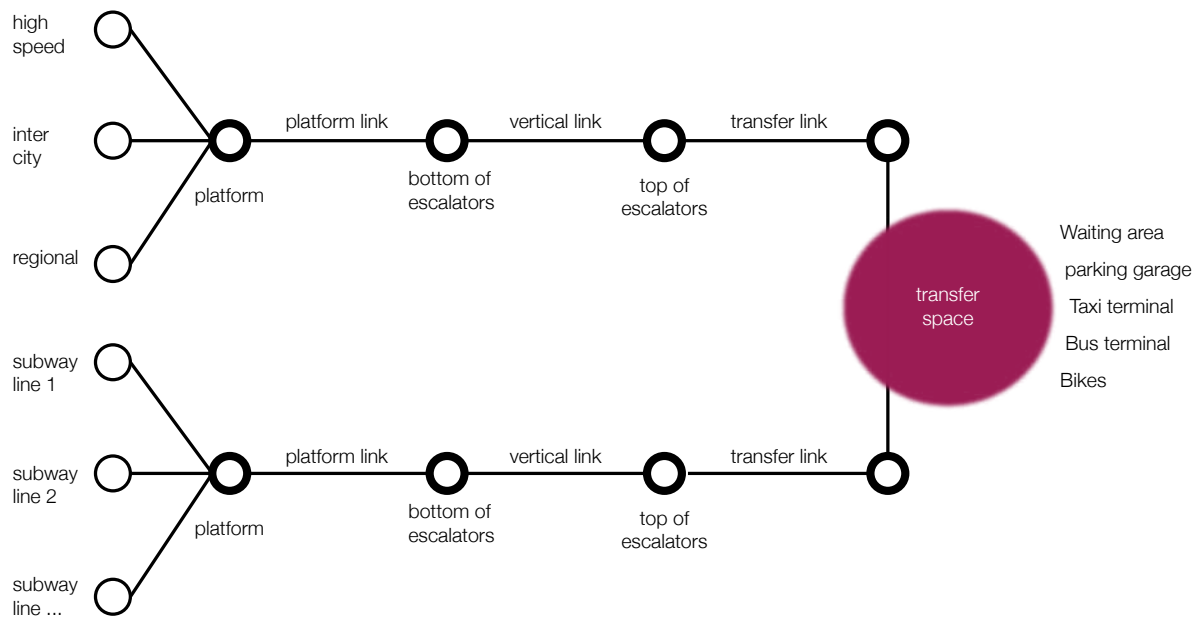 high
speed
inter
city
regional
platform link
vertical link
transfer link
platform
bottom of
escalators
top of
escalators
transfer
space
Waiting area
parking garage
Taxi terminal
Bus terminal
Bikes
subway
line 1
subway
line 2
subway
line ...
platform link
vertical link
transfer link
platform
bottom of
escalators
top of
escalators